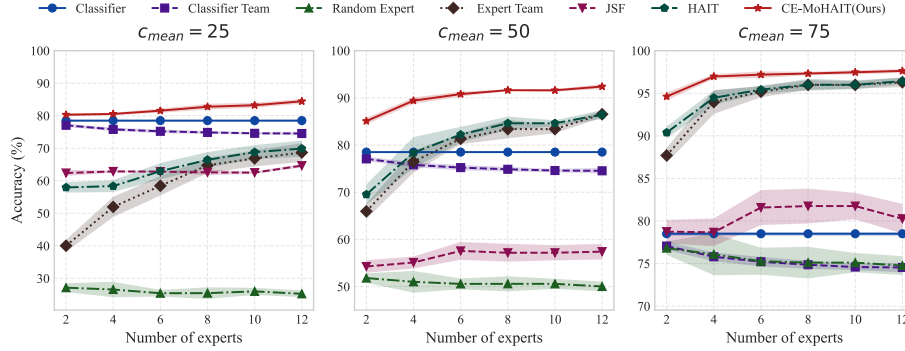 Classifier Classifier Team Random Expert Expert Team JSF HAIT CE-MoHAIT(Ours)
c_mean = 25 c_mean = 50 c_mean = 75
Accuracy (%)
100
90
80
70
60
50
40
30
2 4 6 8 10 12
Number of experts
100
90
80
70
60
50
2 4 6 8 10 12
Number of experts
100
95
90
85
80
75
70
2 4 6 8 10 12
Number of experts